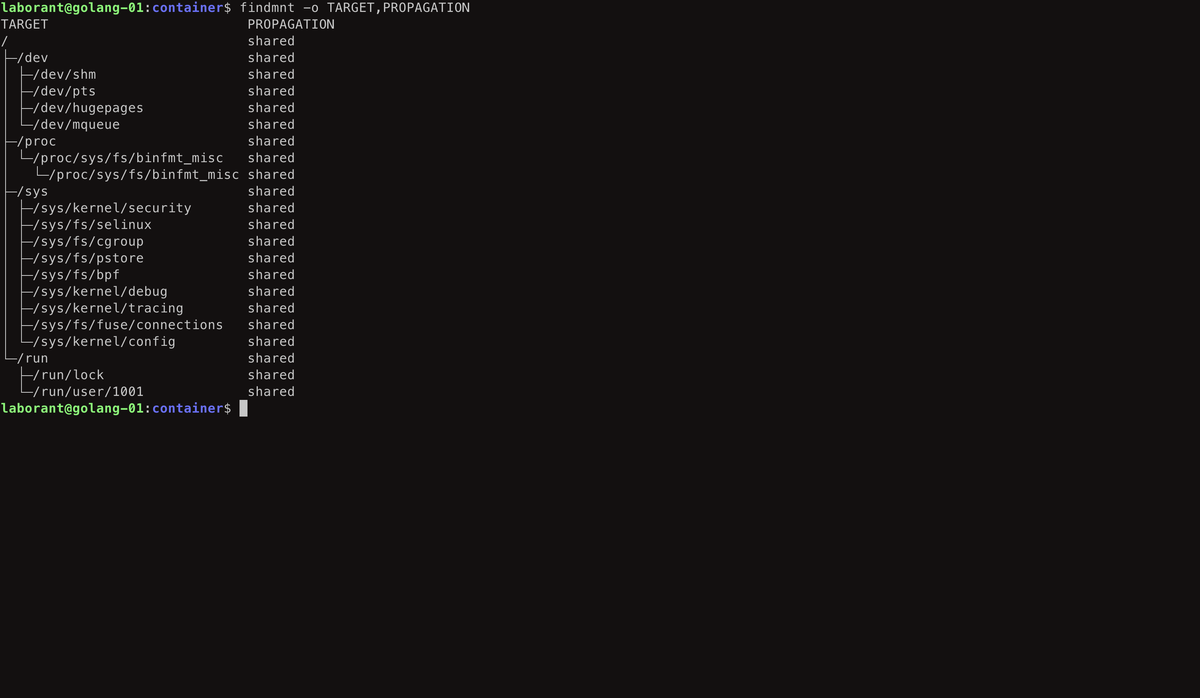 laborant@golang-01:container$ findmnt -o TARGET,PROPAGATION
TARGET                         PROPAGATION
/                              shared
├─/dev                         shared
│ ├─/dev/shm                   shared
│ ├─/dev/pts                   shared
│ ├─/dev/hugepages             shared
│ └─/dev/mqueue                shared
├─/proc                        shared
│ └─/proc/sys/fs/binfmt_misc   shared
│   └─/proc/sys/fs/binfmt_misc shared
├─/sys                         shared
│ ├─/sys/kernel/security       shared
│ ├─/sys/fs/selinux            shared
│ ├─/sys/fs/cgroup             shared
│ ├─/sys/fs/pstore             shared
│ ├─/sys/fs/bpf                shared
│ ├─/sys/kernel/debug          shared
│ ├─/sys/kernel/tracing        shared
│ ├─/sys/fs/fuse/connections   shared
│ └─/sys/kernel/config         shared
└─/run                         shared
  ├─/run/lock                  shared
  └─/run/user/1001             shared
laborant@golang-01:container$